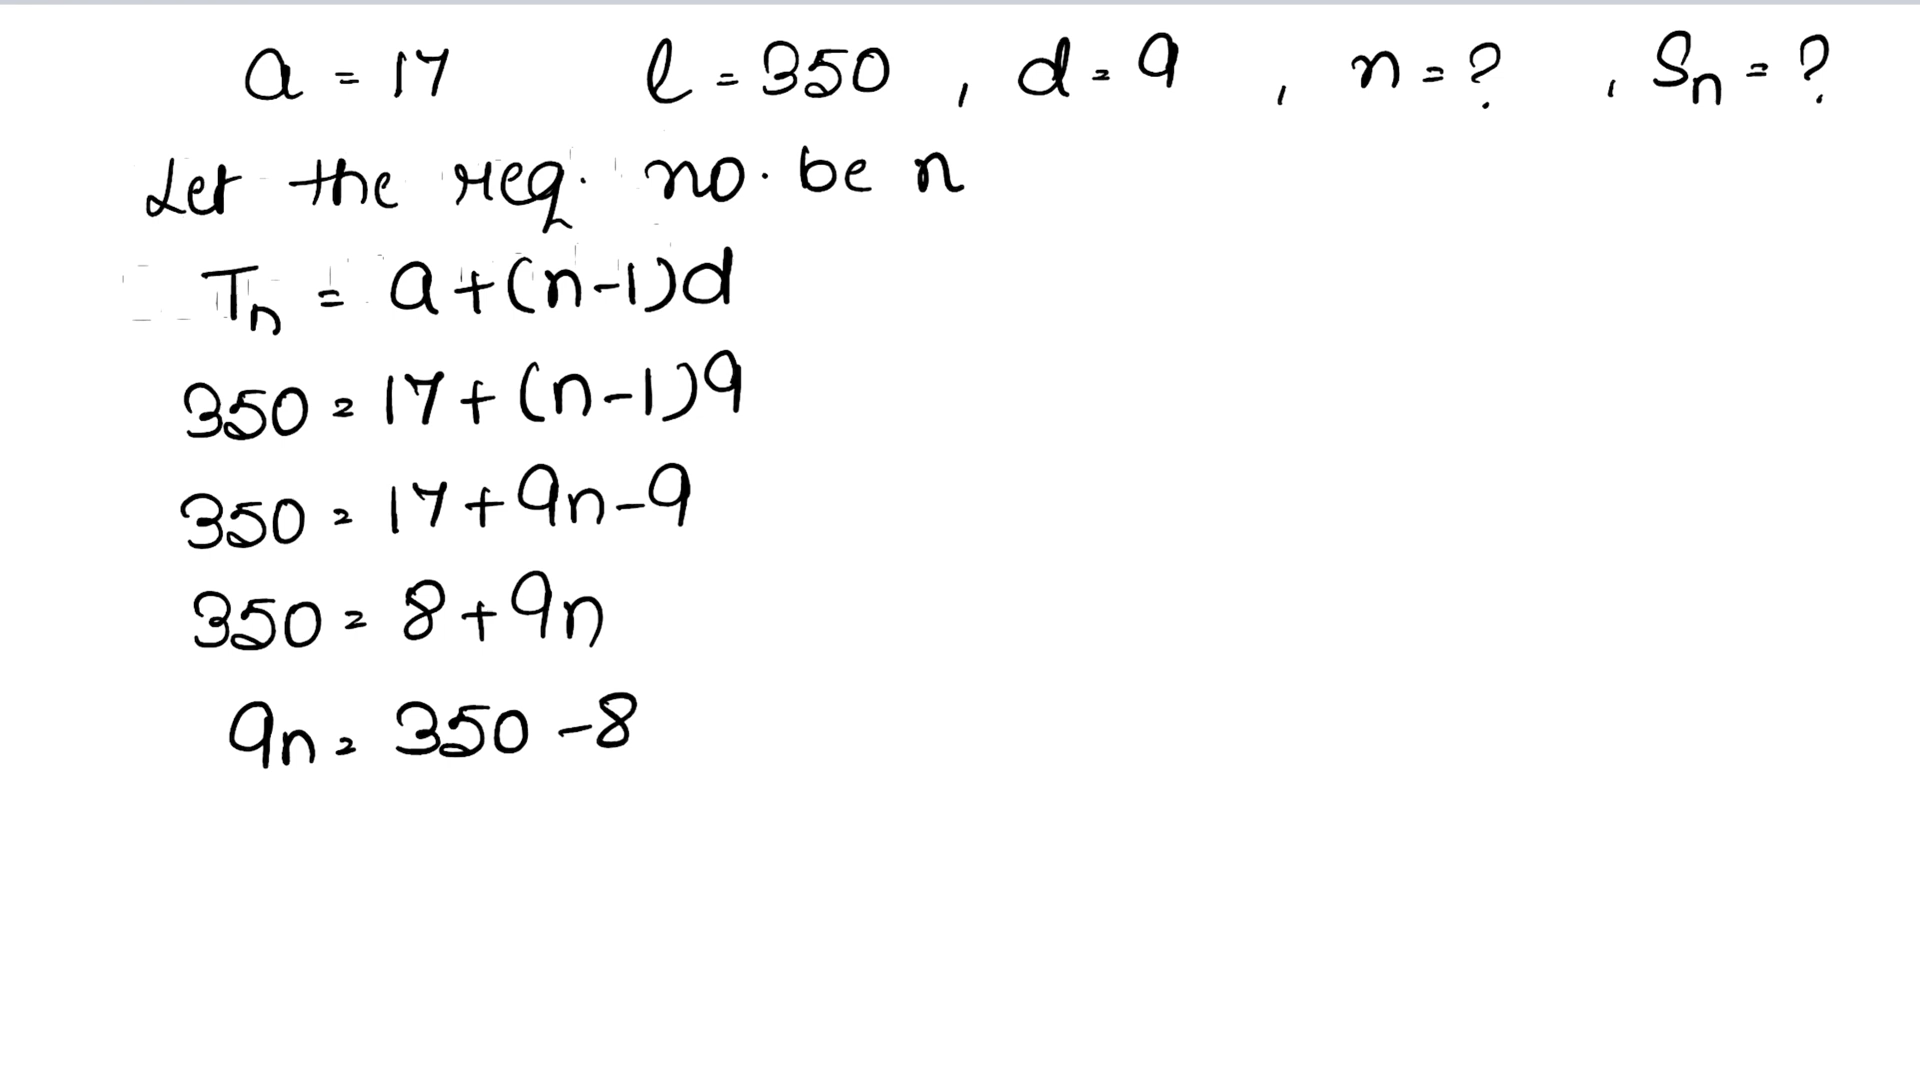 a = 17 l = 350 , d = 9 , n = ? , Sn = ?
Let the req. no. be n
Tn = a+(n-1)d
350 = 17+(n-1)9
350 = 17+9n-9
350 = 8+9n
9n = 350-8